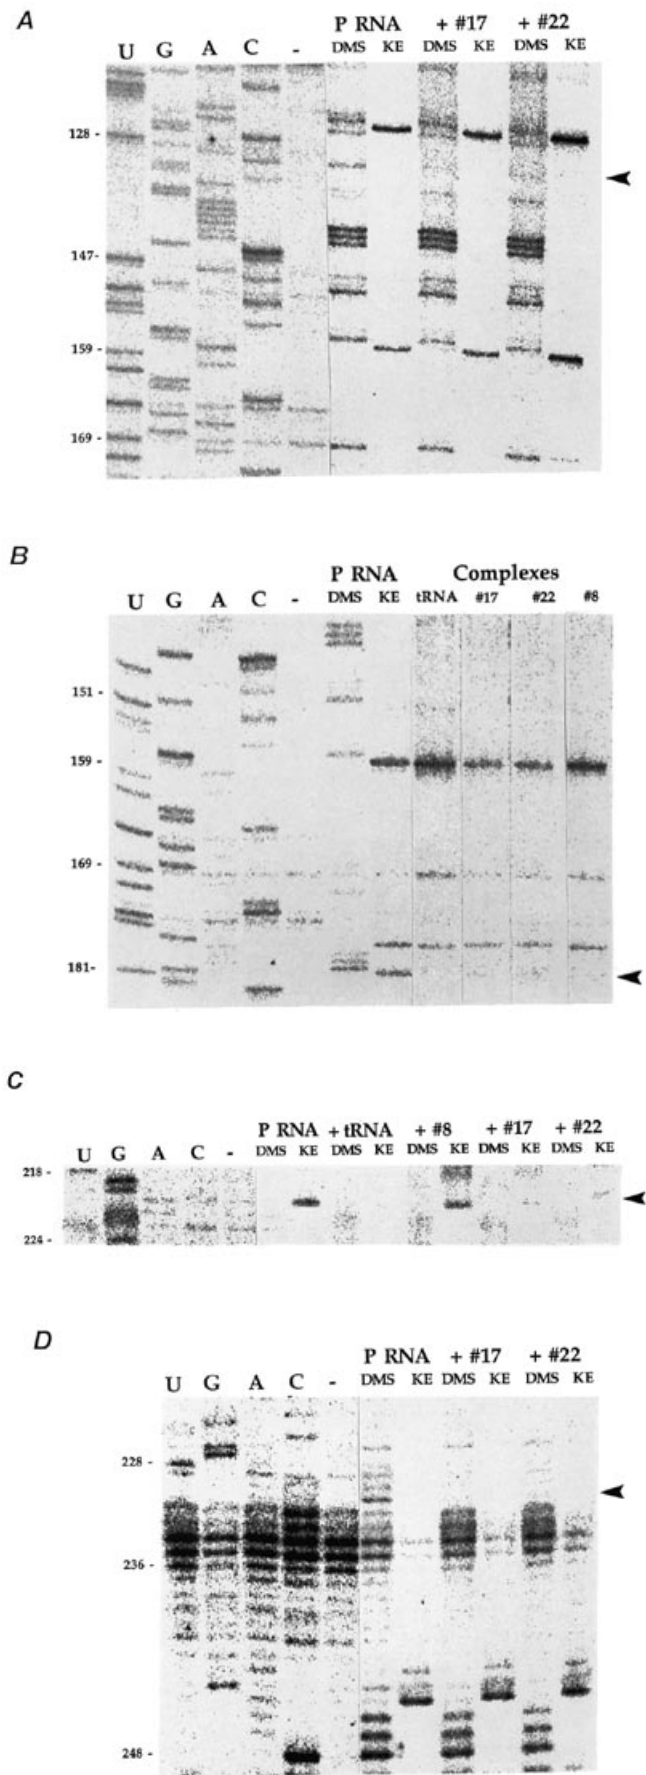 A
P RNA + #17 + #22
U G A C - DMS KE DMS KE DMS KE
128 -
147-
159 -
169 -
B
P RNA Complexes
U G A C - DMS KE tRNA #17 #22 #8
151 -
159 -
169 -
181-
C
P RNA + tRNA + #8 + #17 + #22
U G A C - DMS KE DMS KE DMS KE DMS KE DMS KE
218 -
224 -
D
P RNA + #17 + #22
U G A C - DMS KE DMS KE DMS KE
228 -
236 -
248 -